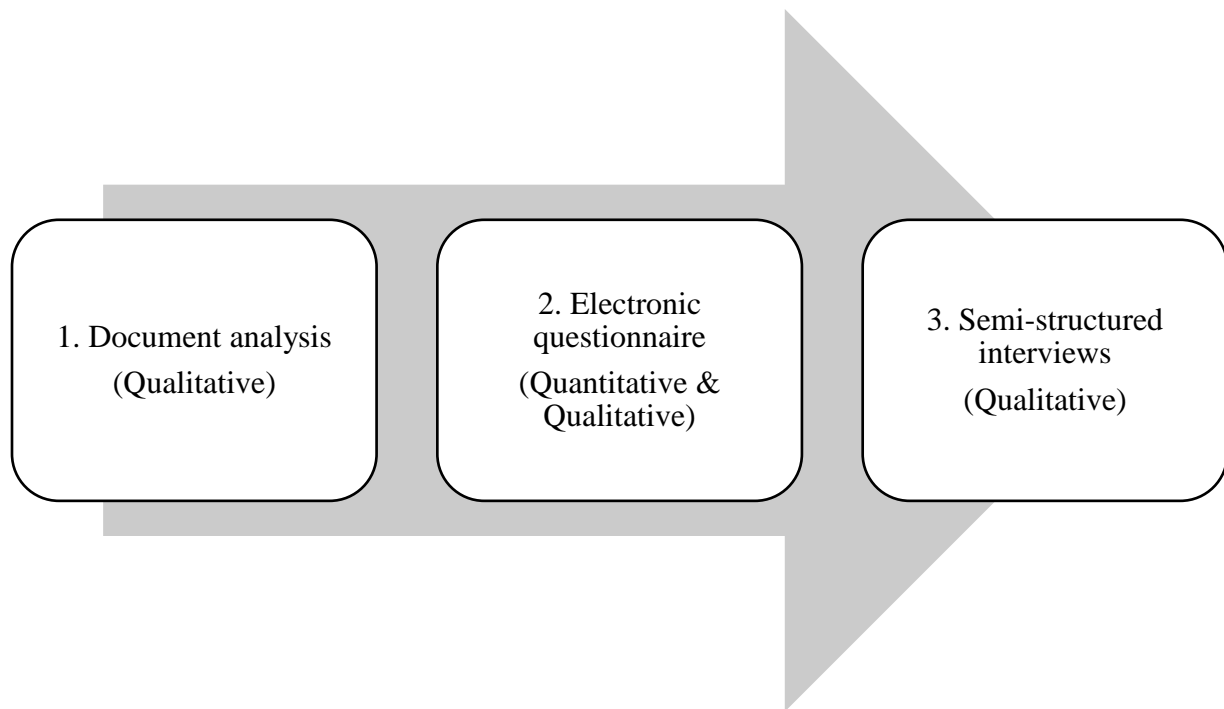 1. Document analysis
(Qualitative)
2. Electronic
questionnaire
(Quantitative &
Qualitative)
3. Semi-structured
interviews
(Qualitative)